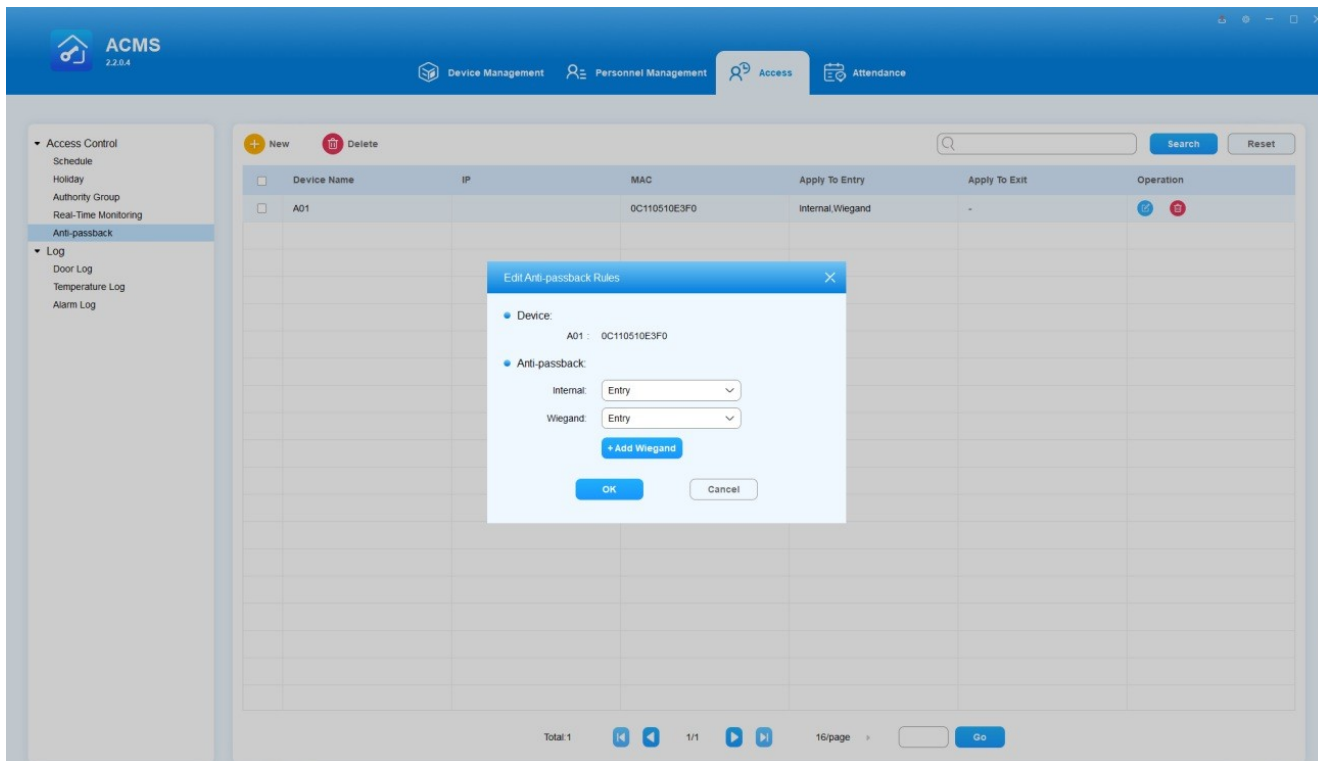 ACMS
2.2.0.4
Device Management
Personnel Management
Access
Attendance
Access Control
Schedule
Holiday
Authority Group
Real-Time Monitoring
Anti-passback
Log
Door Log
Temperature Log
Alarm Log
New
Delete
Search
Reset
Device Name IP MAC Apply To Entry Apply To Exit Operation
A01 0C110510E3F0 Internal,Wiegand -
Edit Anti-passback Rules
Device:
A01 : 0C110510E3F0
Anti-passback:
Internal: Entry
Wiegand: Entry
+ Add Wiegand
OK Cancel
Total:1 1/1 16/page Go